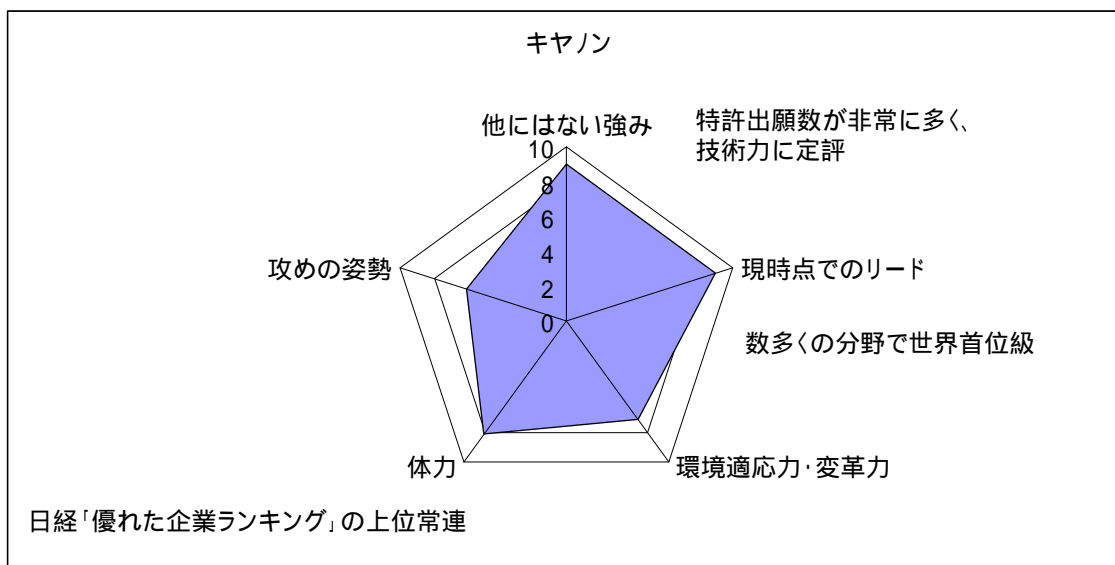 キヤノン
他にはない強み
特許出願数が非常に多く、
技術力に定評
10
8
6
4
2
0
攻めの姿勢
現時点でのリード
数多くの分野で世界首位級
体力
環境適応力・変革力
日経「優れた企業ランキング」の上位常連